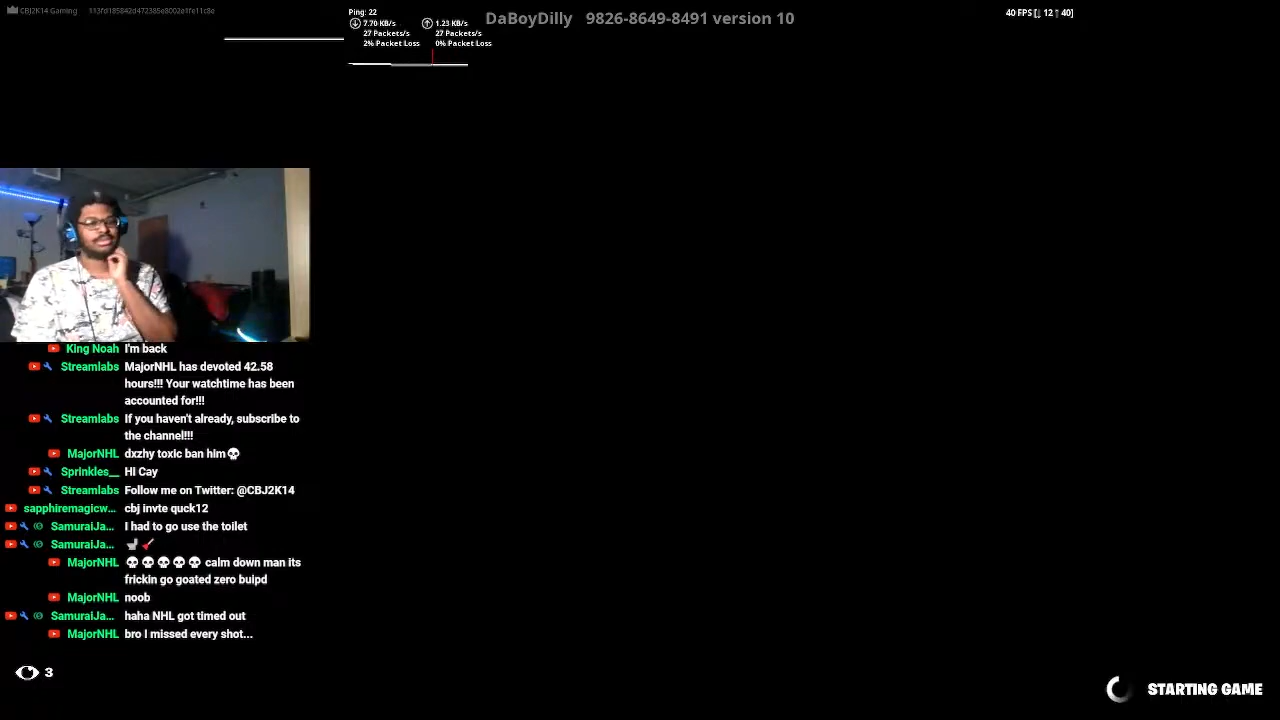 CBJ2K14 Gaming
Ping: 22
7.70 KB/s 1.23 KB/s
27 Packets/s 27 Packets/s
2% Packet Loss 0% Packet Loss
DaBoyDilly 9826-8649-8491 version 10
40 FPS [ 12 40]
King Noah I'm back
Streamlabs MajorNHL has devoted 42.58
hours!!! Your watchtime has been
accounted for!!!
Streamlabs If you haven't already, subscribe to
the channel!!!
MajorNHL dxzhy toxic ban him💀
Sprinkles__ Hi Cay
Streamlabs Follow me on Twitter: @CBJ2K14
sapphiremagicw... cbj invte quck12
SamuraiJa... I had to go use the toilet
SamuraiJa... 🚽🪠
MajorNHL 💀💀💀💀💀 calm down man its
frickin go goated zero buipd
MajorNHL noob
SamuraiJa... haha NHL got timed out
MajorNHL bro I missed every shot...
3
STARTING GAME